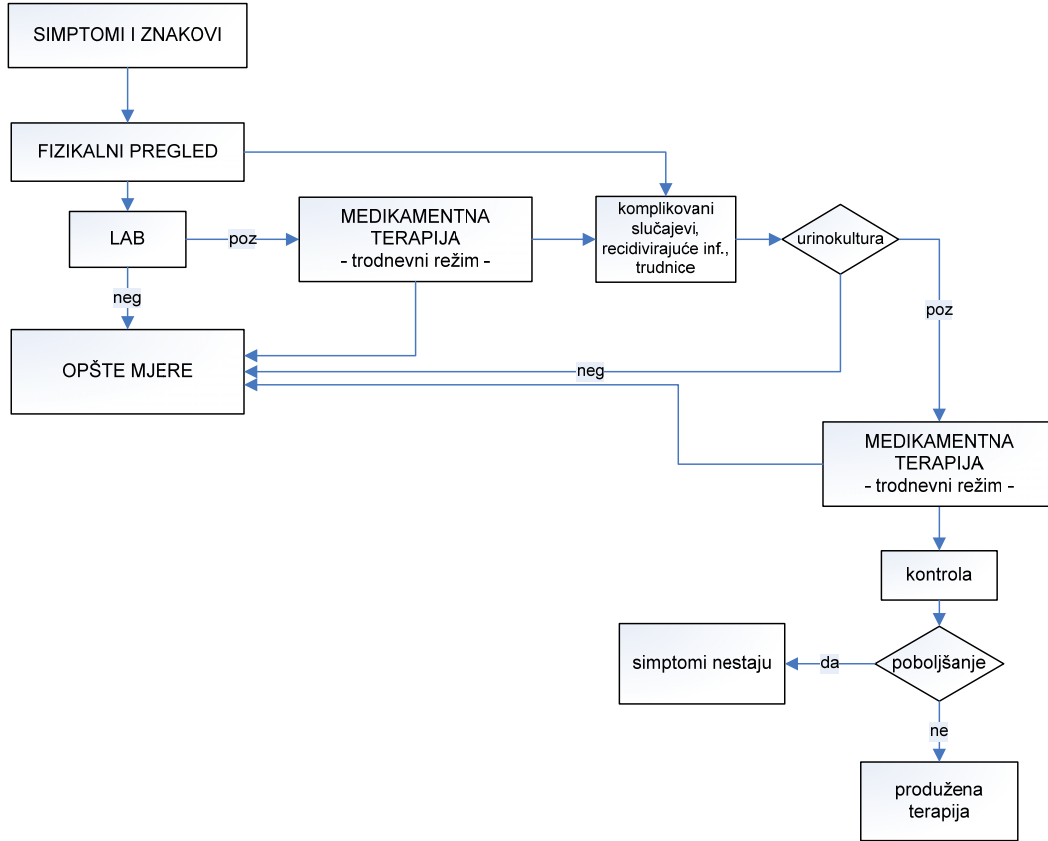 SIMPTOMI I ZNAKOVI
FIZIKALNI PREGLED
LAB
poz
MEDIKAMENTNA
TERAPIJA
- trodnevni režim -
komplikovani
slučajevi,
recidivirajuće inf.,
trudnice
urinokultura
neg
poz
OPŠTE MJERE
neg
MEDIKAMENTNA
TERAPIJA
- trodnevni režim -
kontrola
poboljšanje
da
simptomi nestaju
ne
produžena
terapija